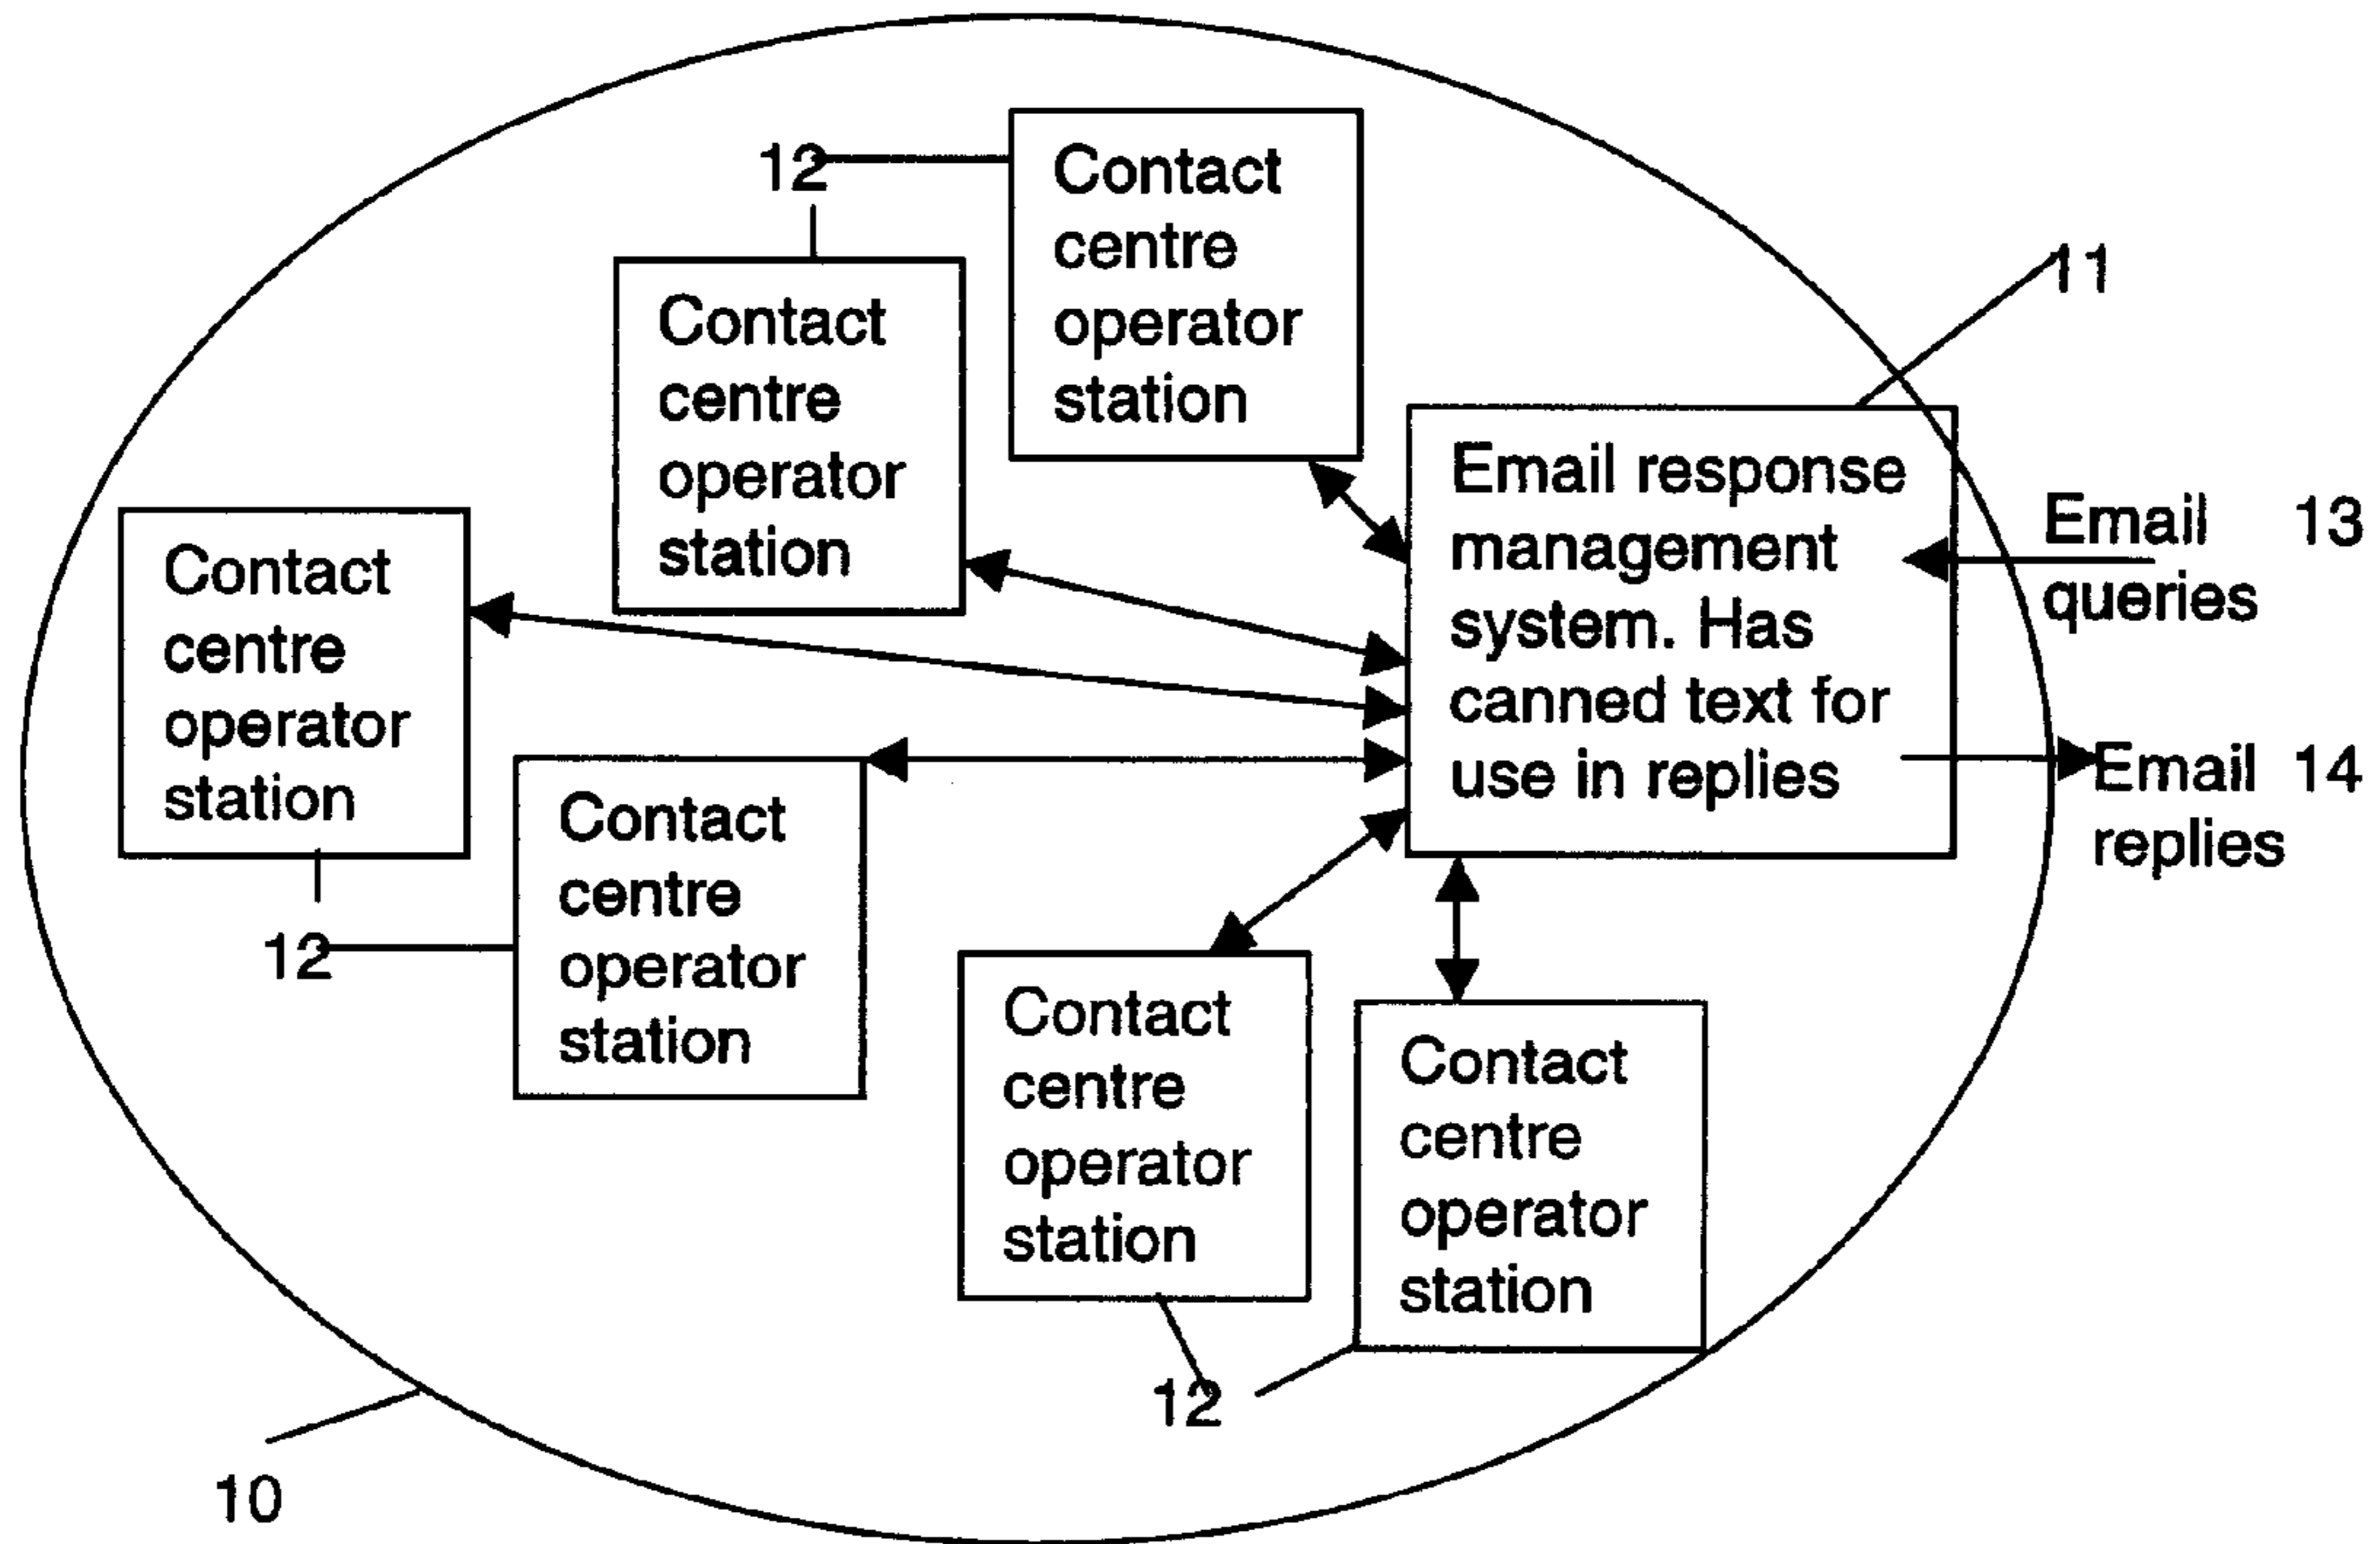 12
Contact
centre
operator
station
Contact
centre
operator
station
11
Contact
centre
operator
station
Email response
management
system. Has
canned text for
use in replies
Email 13
queries
Email 14
replies
12
Contact
centre
operator
station
Contact
centre
operator
station
Contact
centre
operator
station
12
10